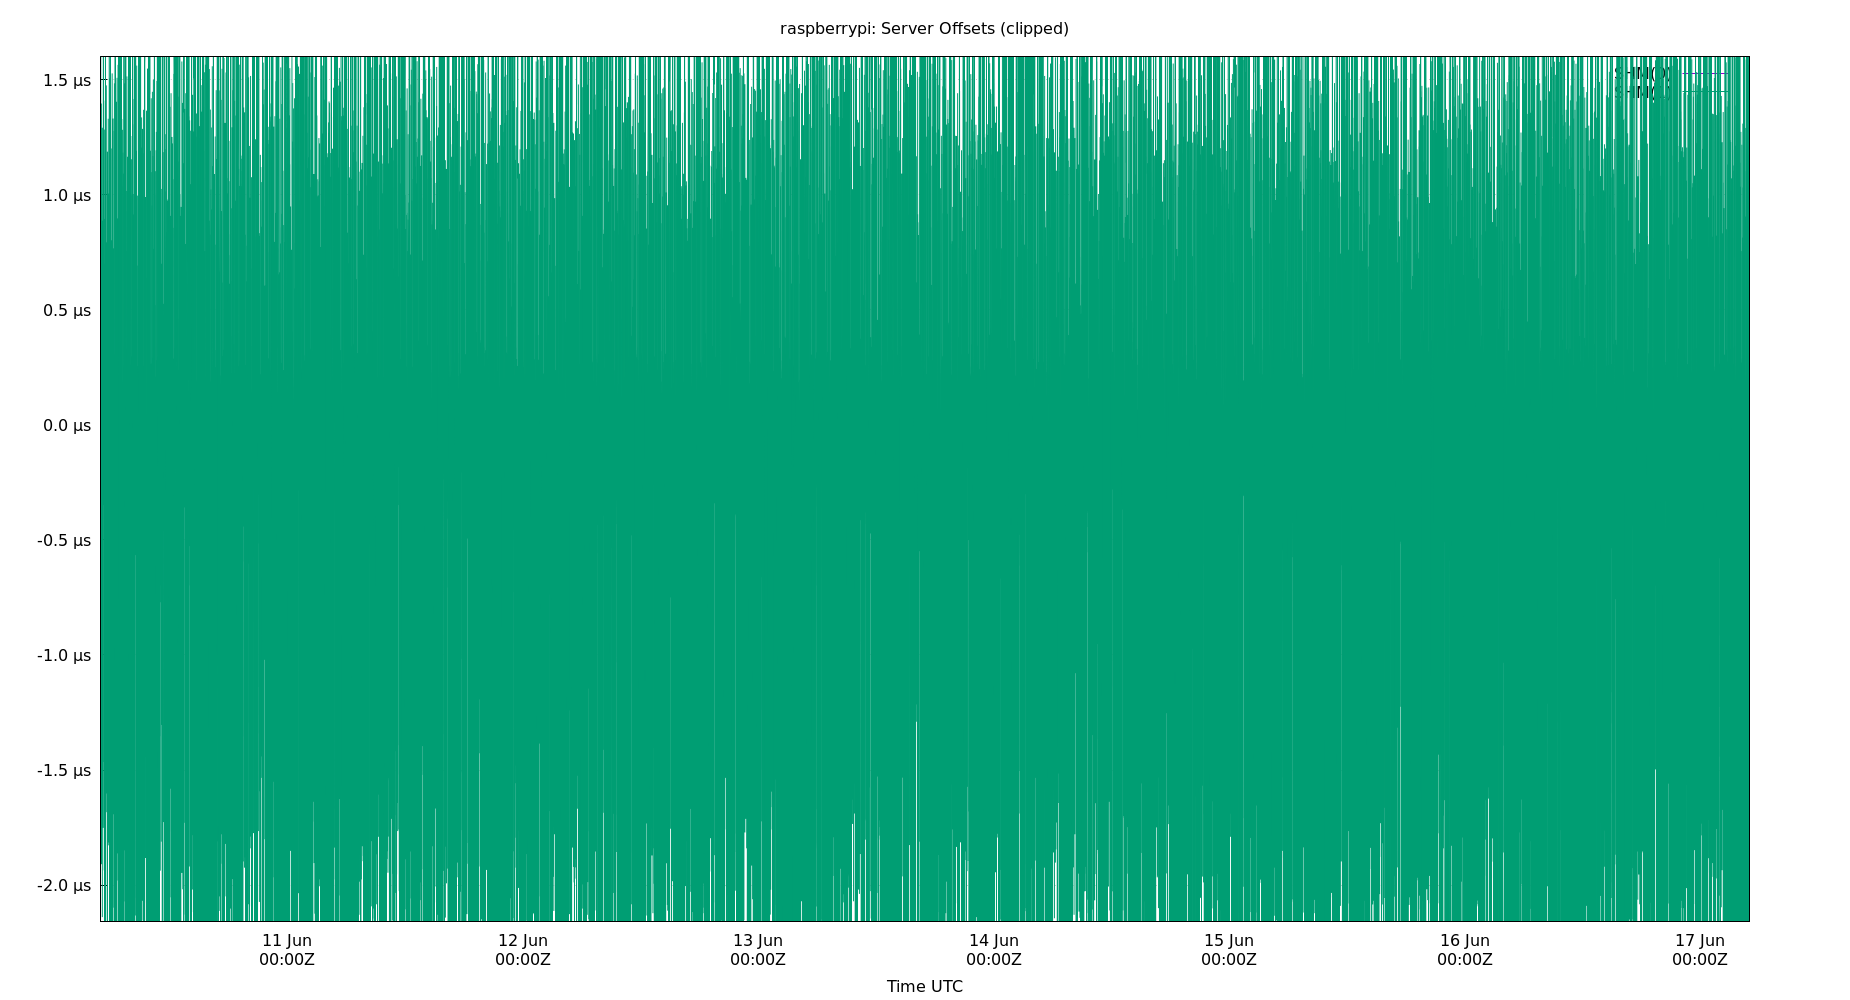 raspberrypi: Server Offsets (clipped)
1.5 µs
1.0 µs
0.5 µs
0.0 µs
-0.5 µs
-1.0 µs
-1.5 µs
-2.0 µs
SHM(0)
11 Jun
00:00Z
12 Jun
00:00Z
13 Jun
00:00Z
14 Jun
00:00Z
15 Jun
00:00Z
16 Jun
00:00Z
17 Jun
00:00Z
Time UTC